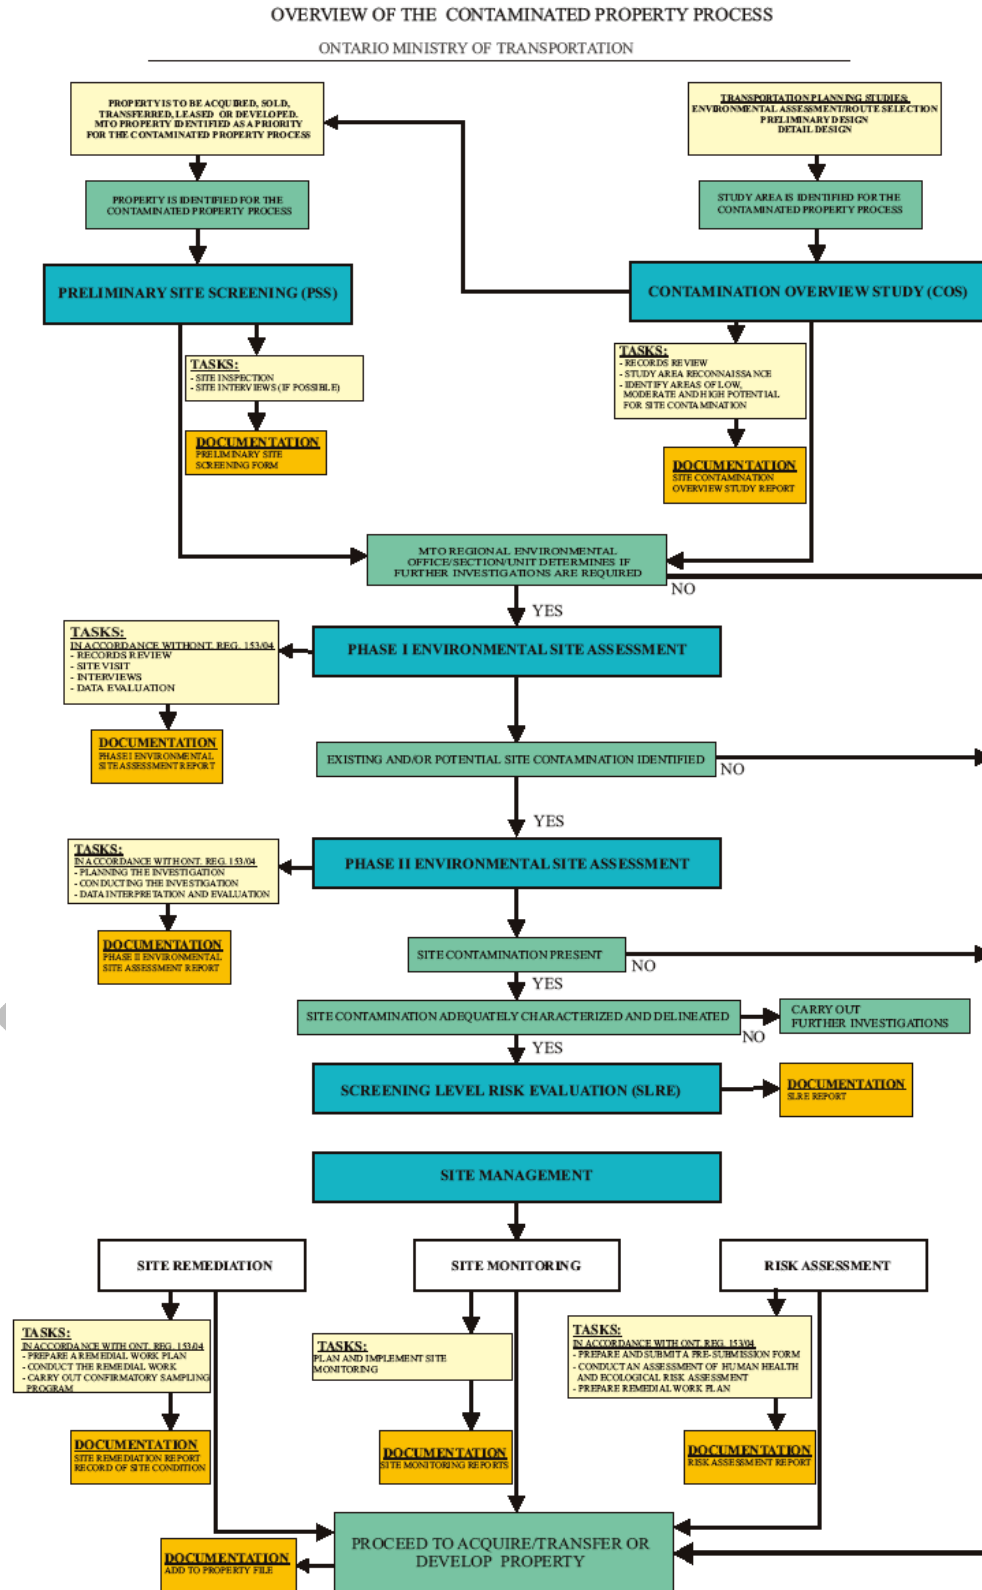 OVERVIEW OF THE CONTAMINATED PROPERTY PROCESS
ONTARIO MINISTRY OF TRANSPORTATION
PROPERTY IS TO BE ACQUIRED, SOLD,
TRANSFERRED, LEASED OR DEVELOPED.
MTO PROPERTY IDENTIFIED AS A PRIORITY
FOR THE CONTAMINATED PROPERTY PROCESS
TRANSPORTATION PLANNING STUDIES:
ENVIRONMENTAL ASSESSMENT/ROUTE SELECTION
PRELIMINARY DESIGN
DETAIL DESIGN
PROPERTY IS IDENTIFIED FOR THE
CONTAMINATED PROPERTY PROCESS
STUDY AREA IS IDENTIFIED FOR THE
CONTAMINATED PROPERTY PROCESS
PRELIMINARY SITE SCREENING (PSS)
CONTAMINATION OVERVIEW STUDY (COS)
TASKS:
- SITE INSPECTION
- SITE INTERVIEWS (IF POSSIBLE)
TASKS:
- RECORDS REVIEW
- STUDY AREA RECONNAISSANCE
- IDENTIFY AREAS OF LOW,
MODERATE AND HIGH POTENTIAL
FOR SITE CONTAMINATION
DOCUMENTATION
PRELIMINARY SITE
SCREENING FORM
DOCUMENTATION
SITE CONTAMINATION
OVERVIEW STUDY REPORT
MTO REGIONAL ENVIRONMENTAL
OFFICE/SECTION/UNIT DETERMINES IF
FURTHER INVESTIGATIONS ARE REQUIRED
NO
YES
TASKS:
IN ACCORDANCE WITH ONT. REG. 153/04
- RECORDS REVIEW
- SITE VISIT
- INTERVIEWS
- DATA EVALUATION
PHASE I ENVIRONMENTAL SITE ASSESSMENT
DOCUMENTATION
PHASE I ENVIRONMENTAL
SITE ASSESSMENT REPORT
EXISTING AND/OR POTENTIAL SITE CONTAMINATION IDENTIFIED
NO
YES
TASKS:
IN ACCORDANCE WITH ONT. REG. 153/04
- PLANNING THE INVESTIGATION
- CONDUCTING THE INVESTIGATION
- DATA INTERPRETATION AND EVALUATION
PHASE II ENVIRONMENTAL SITE ASSESSMENT
DOCUMENTATION
PHASE II ENVIRONMENTAL
SITE ASSESSMENT REPORT
SITE CONTAMINATION PRESENT
NO
YES
SITE CONTAMINATION ADEQUATELY CHARACTERIZED AND DELINEATED
CARRY OUT
FURTHER INVESTIGATIONS
NO
YES
SCREENING LEVEL RISK EVALUATION (SLRE)
DOCUMENTATION
SLRE REPORT
SITE MANAGEMENT
SITE REMEDIATION
SITE MONITORING
RISK ASSESSMENT
TASKS:
IN ACCORDANCE WITH ONT. REG. 153/04
- PREPARE A REMEDIAL WORK PLAN
- CONDUCT THE REMEDIAL WORK
- CARRY OUT CONFIRMATORY SAMPLING
PROGRAM
TASKS:
PLAN AND IMPLEMENT SITE
MONITORING
TASKS:
IN ACCORDANCE WITH ONT. REG. 153/04
- PREPARE AND SUBMIT A PRE-SUBMISSION FORM
- CONDUCT AN ASSESSMENT OF HUMAN HEALTH
AND ECOLOGICAL RISK ASSESSMENT
- PREPARE REMEDIAL WORK PLAN
DOCUMENTATION
SITE REMEDIATION REPORT
RECORD OF SITE CONDITION
DOCUMENTATION
SITE MONITORING REPORTS
DOCUMENTATION
RISK ASSESSMENT REPORT
PROCEED TO ACQUIRE/TRANSFER OR
DEVELOP PROPERTY
DOCUMENTATION
ADD TO PROPERTY FILE